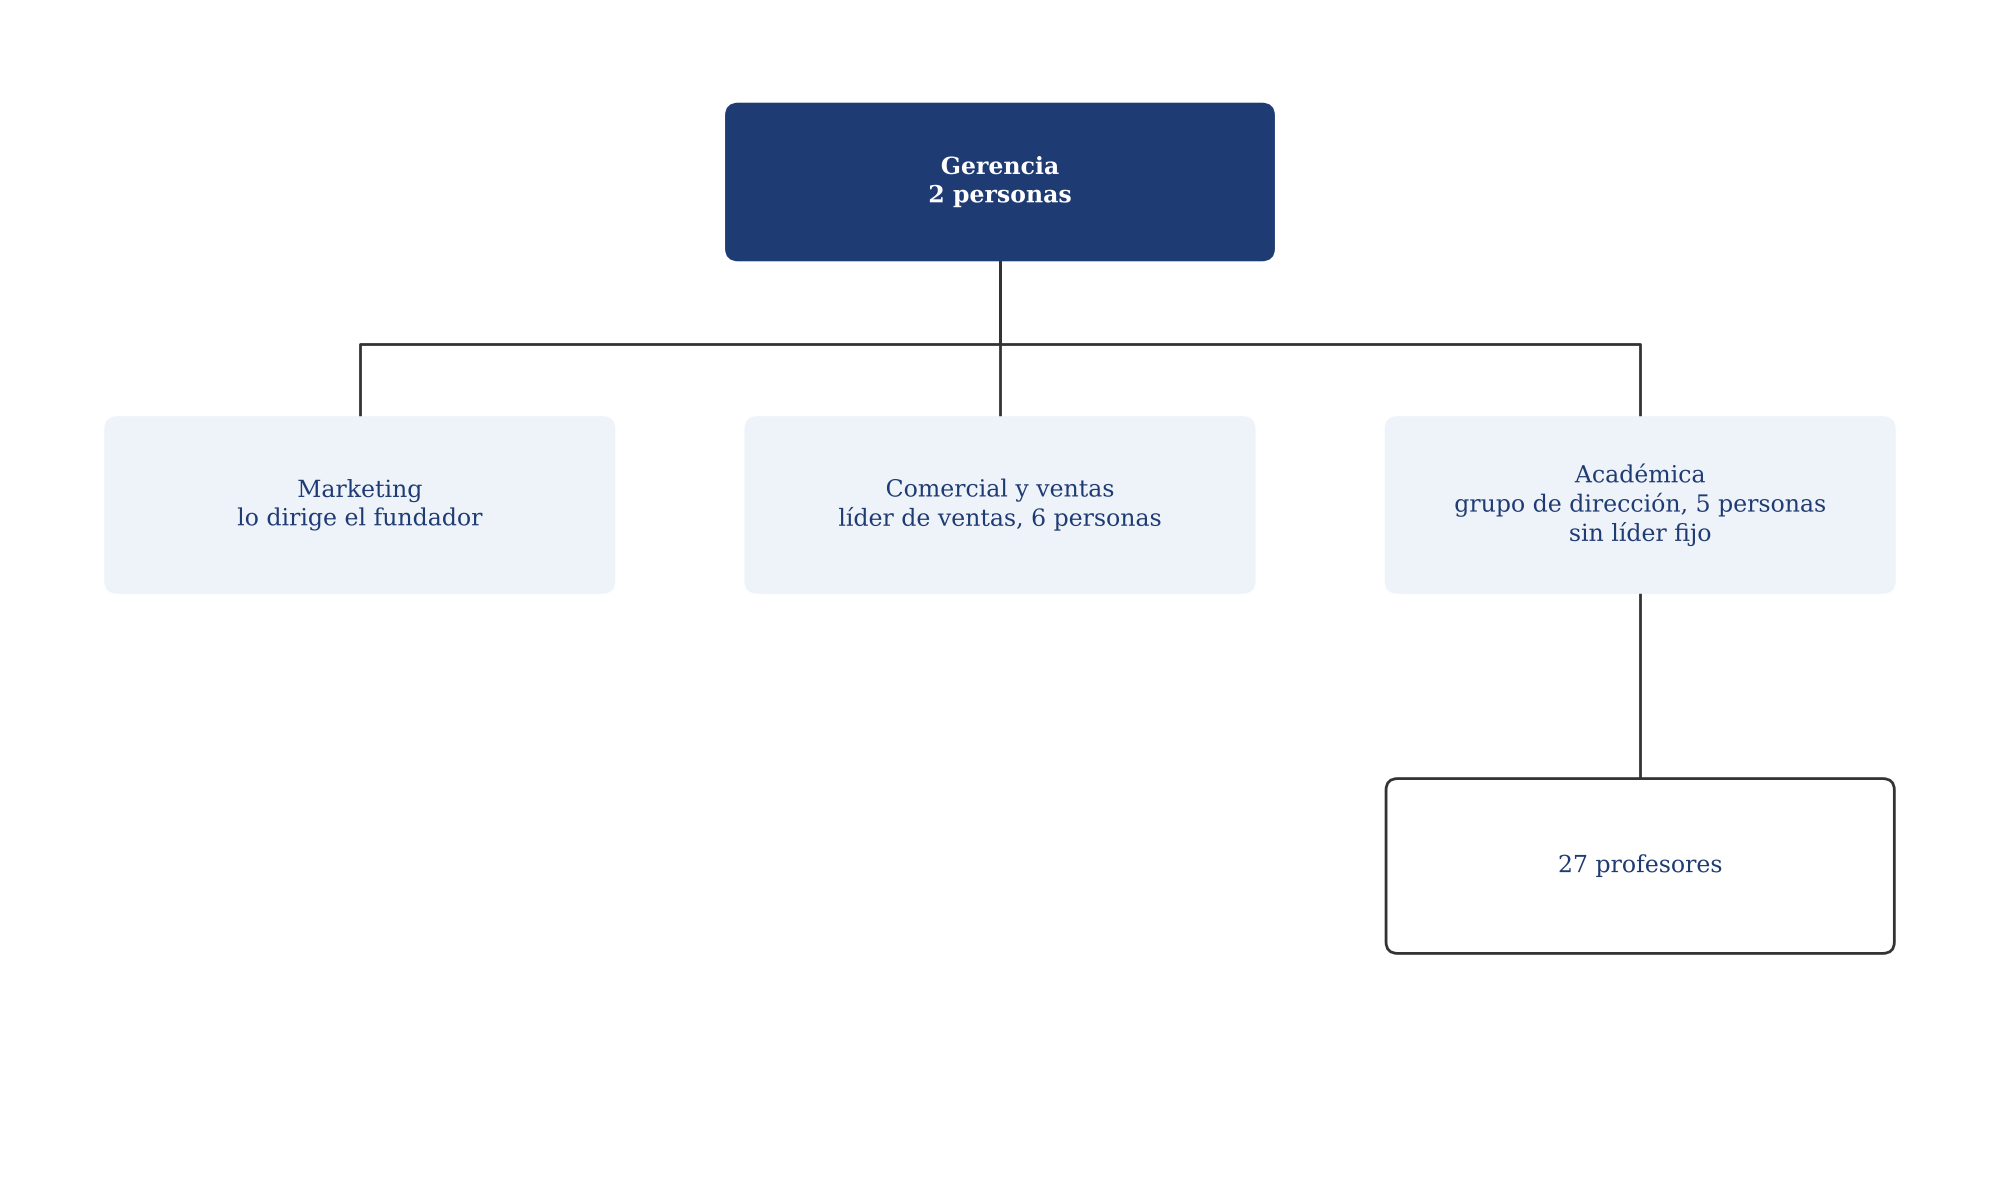 Gerencia
2 personas
Marketing
lo dirige el fundador
Comercial y ventas
líder de ventas, 6 personas
Académica
grupo de dirección, 5 personas
sin líder fijo
27 profesores